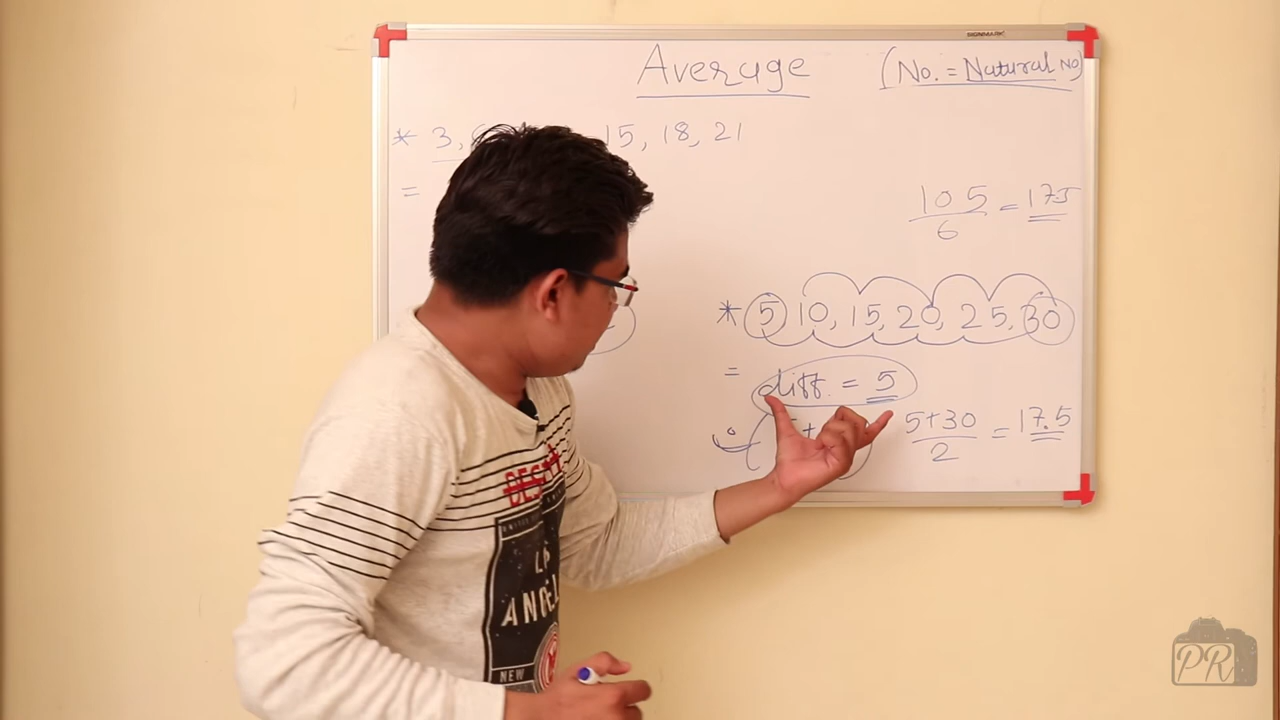 SIGNMARK
Average
(No. = Natural No)
* 3, 15, 18, 21
=
105
6
= 17.5
* 5 10, 15, 20, 25, 30
=
diff. = 5
5+30
2
= 17.5
LO
ANGEL
NEW
PR